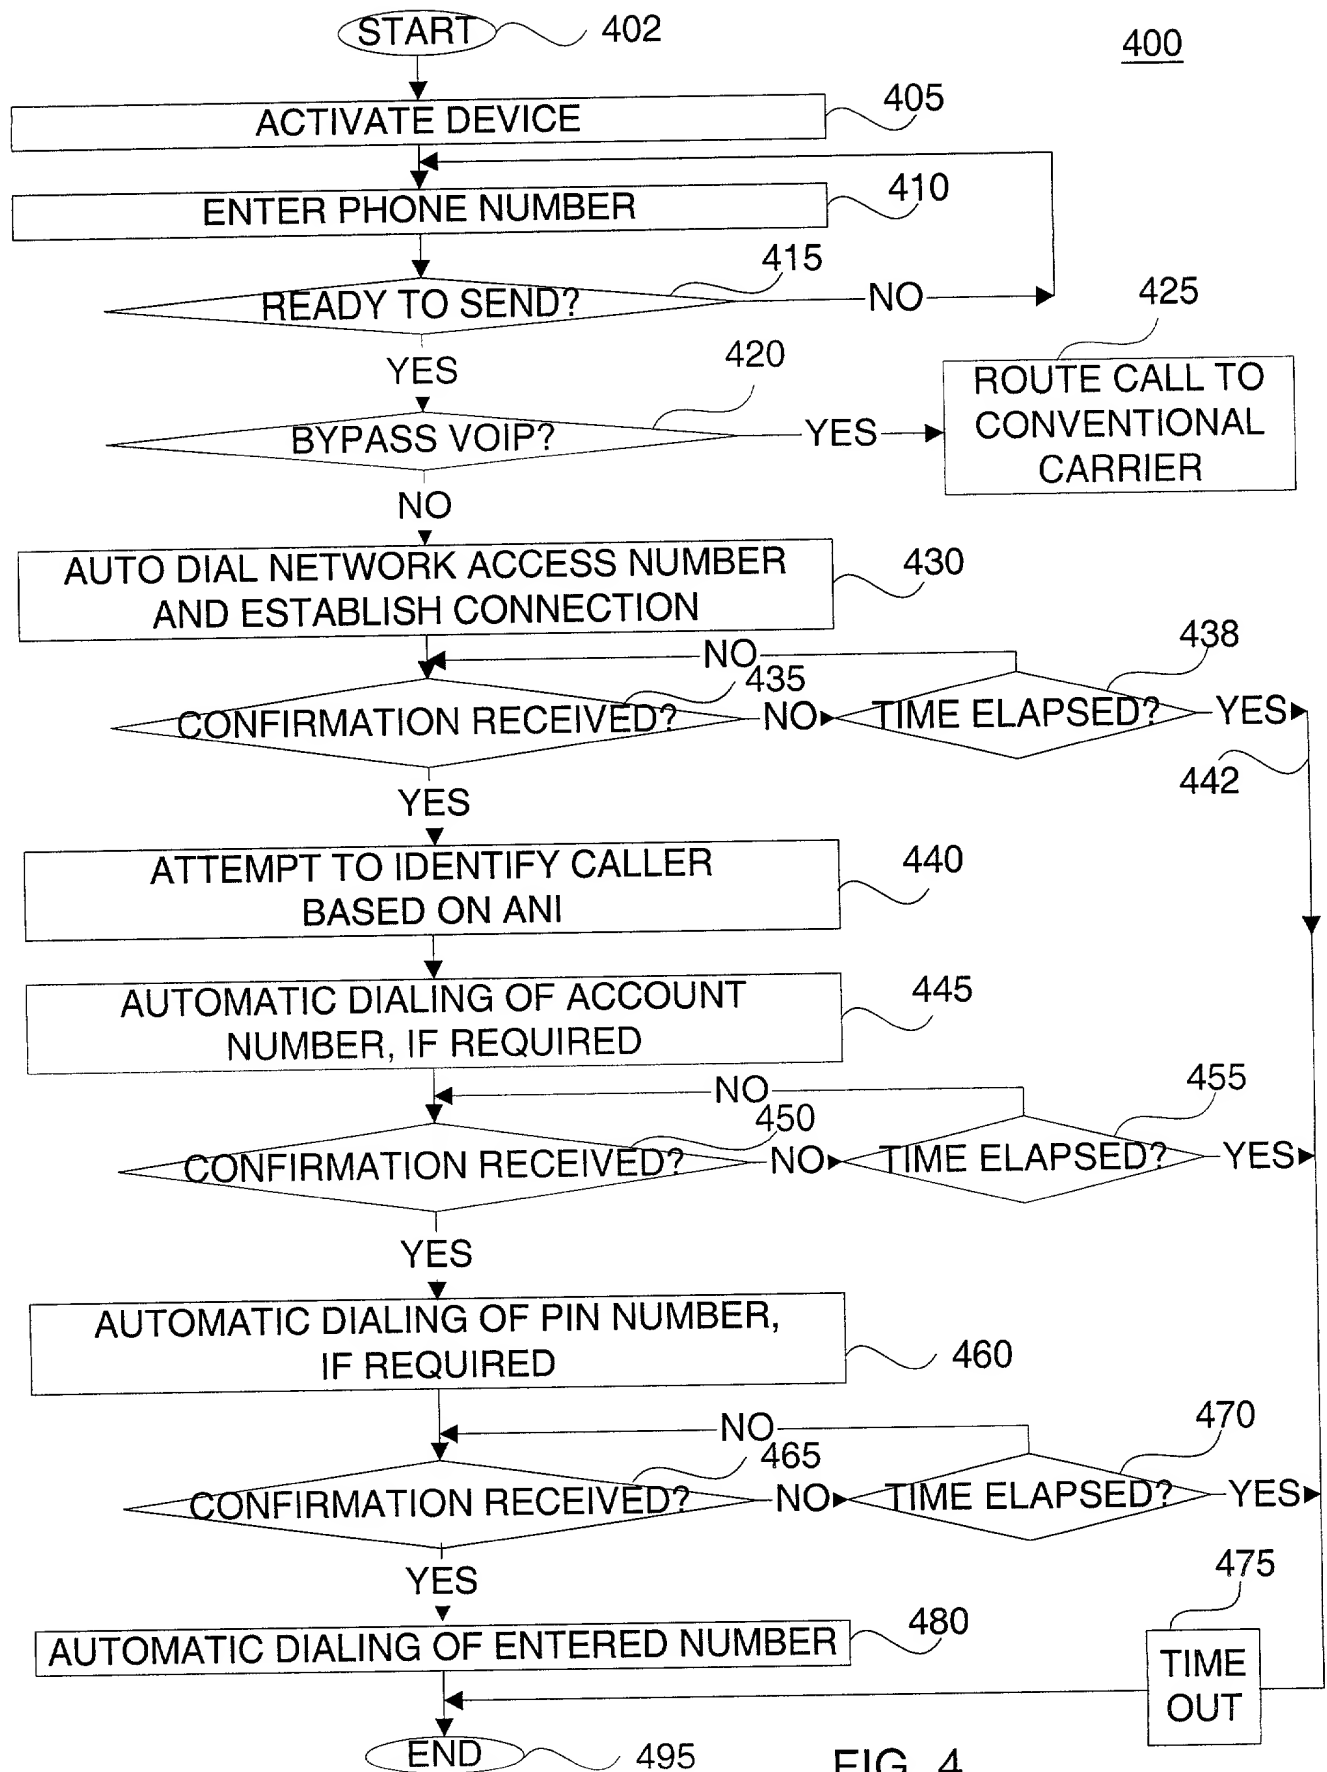 START
402
400
ACTIVATE DEVICE
405
ENTER PHONE NUMBER
410
READY TO SEND?
415
NO
YES
BYPASS VOIP?
420
YES
425
ROUTE CALL TO
CONVENTIONAL
CARRIER
NO
AUTO DIAL NETWORK ACCESS NUMBER
AND ESTABLISH CONNECTION
430
NO
435
438
CONFIRMATION RECEIVED?
NO
TIME ELAPSED?
YES
442
YES
ATTEMPT TO IDENTIFY CALLER
BASED ON ANI
440
AUTOMATIC DIALING OF ACCOUNT
NUMBER, IF REQUIRED
445
NO
450
455
CONFIRMATION RECEIVED?
NO
TIME ELAPSED?
YES
YES
AUTOMATIC DIALING OF PIN NUMBER,
IF REQUIRED
460
NO
465
470
CONFIRMATION RECEIVED?
NO
TIME ELAPSED?
YES
YES
475
AUTOMATIC DIALING OF ENTERED NUMBER
480
TIME
OUT
END
495
FIG. 4